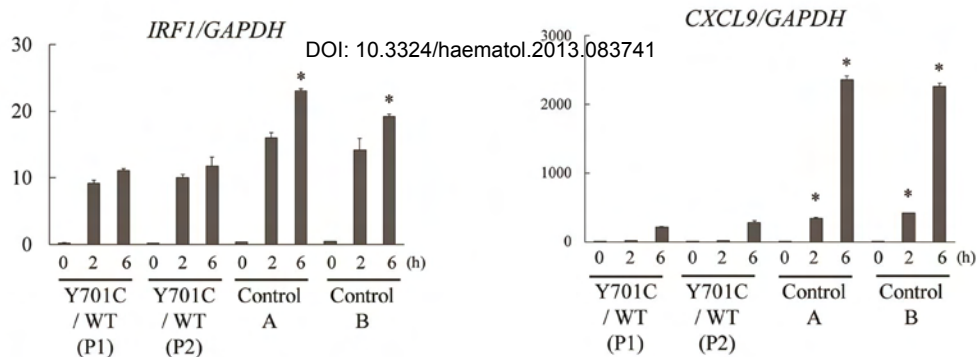 IRF1/GAPDH
DOI: 10.3324/haematol.2013.083741
CXCL9/GAPDH
30
20
10
0
* *
0 2 6 0 2 6 0 2 6 0 2 6 (h)
Y701C Y701C Control Control
/ WT / WT A B
(P1) (P2)
3000
2000
1000
0
* *
* *
0 2 6 0 2 6 0 2 6 0 2 6 (h)
Y701C Y701C Control Control
/ WT / WT A B
(P1) (P2)